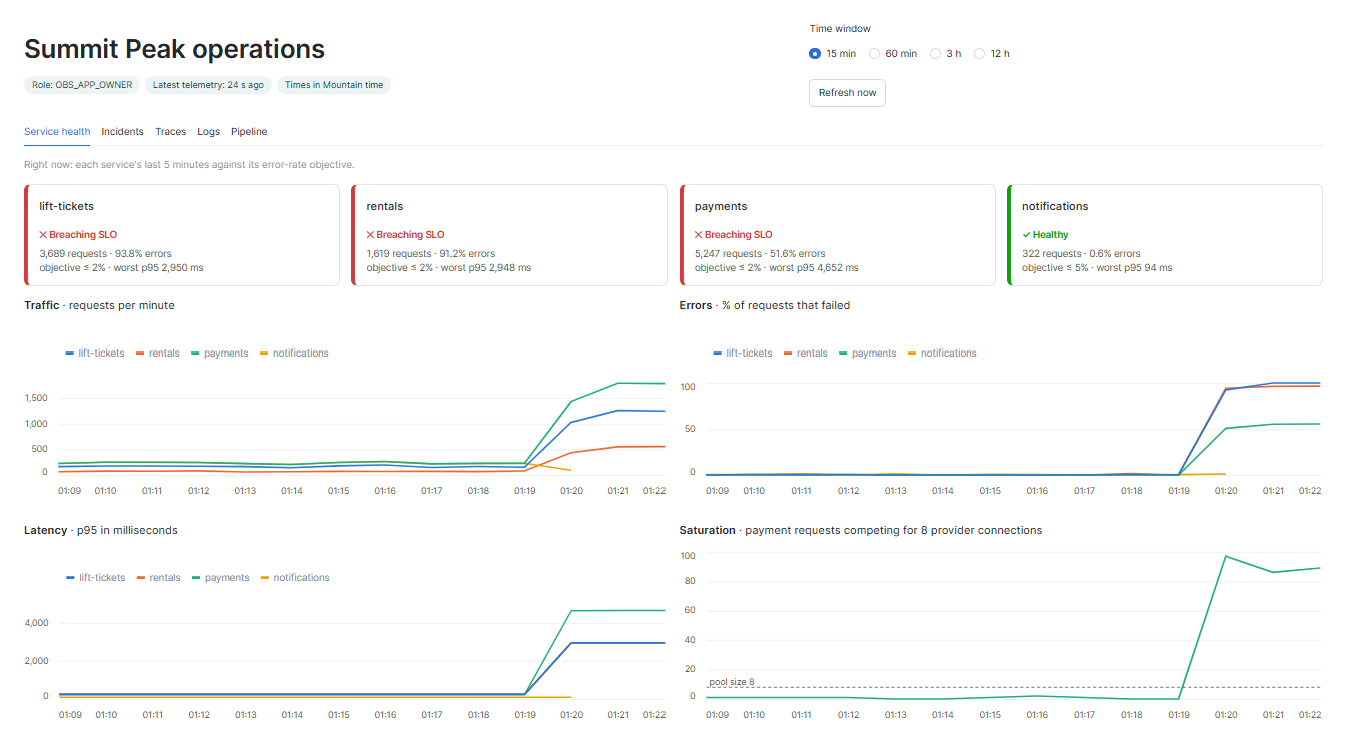 Summit Peak operations
Role: OBS_APP_OWNER Latest telemetry: 24 s ago Times in Mountain time
Time window
15 min 60 min 3 h 12 h
Refresh now
Service health Incidents Traces Logs Pipeline
Right now: each service's last 5 minutes against its error-rate objective.
lift-tickets
Breaching SLO
3,689 requests · 93.8% errors
objective ≤ 2% · worst p95 2,950 ms
rentals
Breaching SLO
1,619 requests · 91.2% errors
objective ≤ 2% · worst p95 2,948 ms
payments
Breaching SLO
5,247 requests · 51.6% errors
objective ≤ 2% · worst p95 4,652 ms
notifications
Healthy
322 requests · 0.6% errors
objective ≤ 5% · worst p95 94 ms
Traffic · requests per minute
lift-tickets rentals payments notifications
1,500
1,000
500
0
01:09 01:10 01:11 01:12 01:13 01:14 01:15 01:16 01:17 01:18 01:19 01:20 01:21 01:22
Errors · % of requests that failed
lift-tickets rentals payments notifications
100
50
0
01:09 01:10 01:11 01:12 01:13 01:14 01:15 01:16 01:17 01:18 01:19 01:20 01:21 01:22
Latency · p95 in milliseconds
lift-tickets rentals payments notifications
4,000
2,000
0
01:09 01:10 01:11 01:12 01:13 01:14 01:15 01:16 01:17 01:18 01:19 01:20 01:21 01:22
Saturation · payment requests competing for 8 provider connections
100
80
60
40
20
pool size 8
0
01:09 01:10 01:11 01:12 01:13 01:14 01:15 01:16 01:17 01:18 01:19 01:20 01:21 01:22